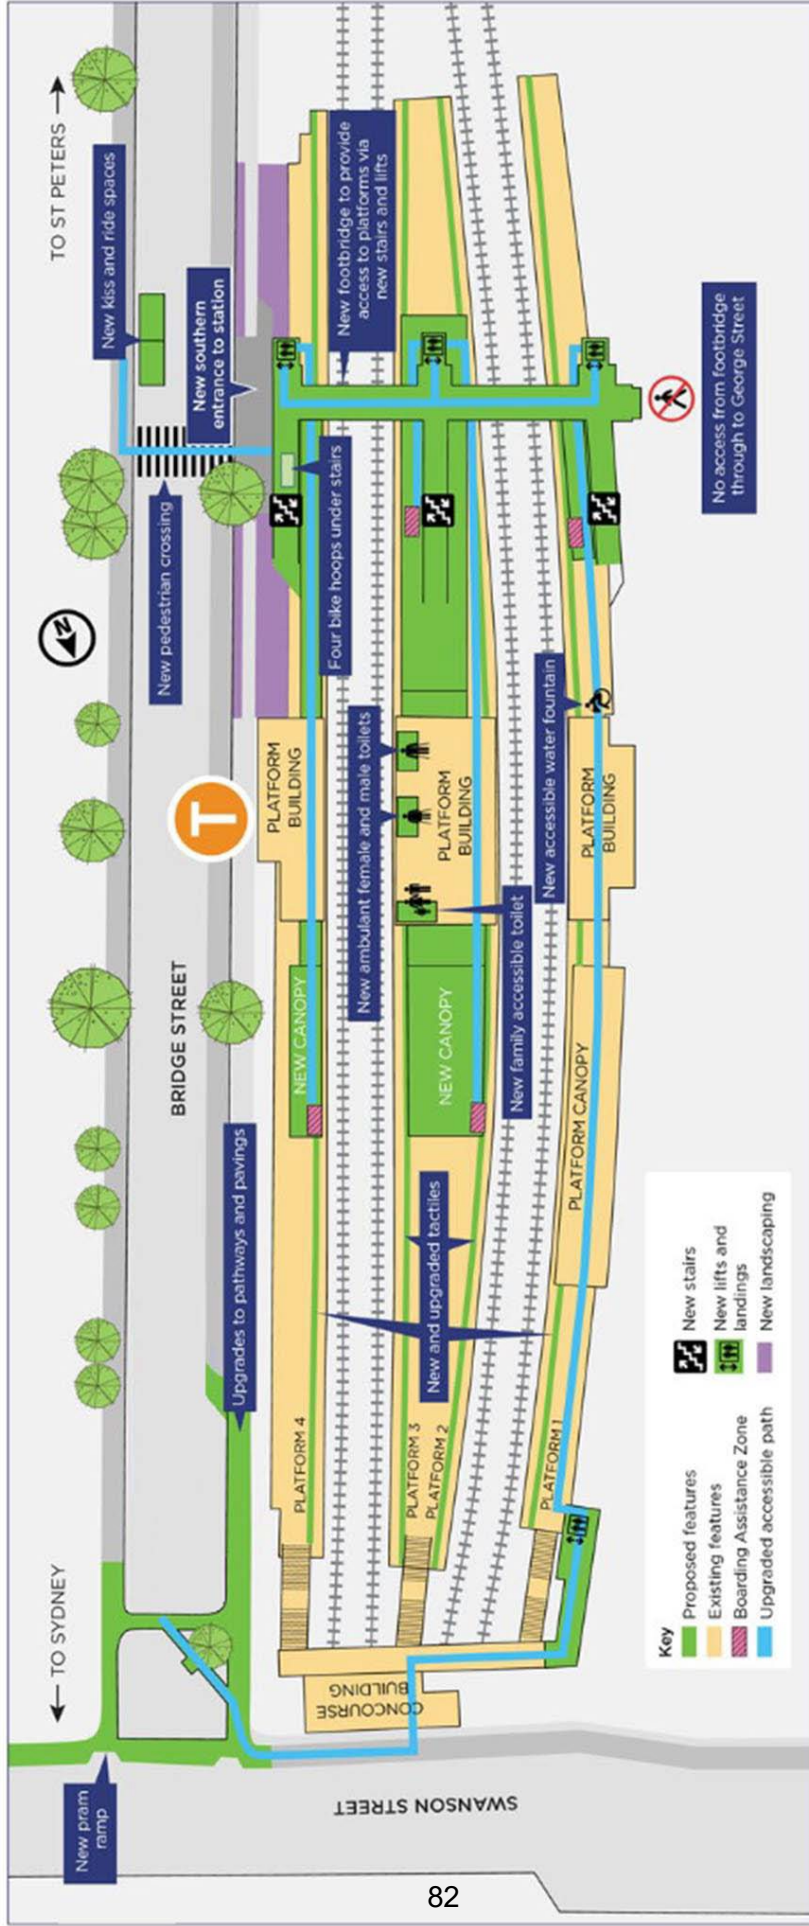 TO SYDNEY
TO ST PETERS
New pram
ramp
SWANSON STREET
BRIDGE STREET
T
N
New kiss and ride spaces
New southern
entrance to station
New pedestrian crossing
Upgrades to pathways and pavings
New footbridge to provide
access to platforms via
new stairs and lifts
Four bike hoops under stairs
CONCOURSE
BUILDING
PLATFORM 4
NEW CANOPY
PLATFORM
BUILDING
New ambulant female and male toilets
New and upgraded tactiles
PLATFORM 3
PLATFORM 2
NEW CANOPY
PLATFORM
BUILDING
New family accessible toilet
New accessible water fountain
PLATFORM 1
PLATFORM CANOPY
PLATFORM
BUILDING
No access from footbridge
through to George Street
Key
Proposed features
Existing features
Boarding Assistance Zone
Upgraded accessible path
New stairs
New lifts and
landings
New landscaping
82